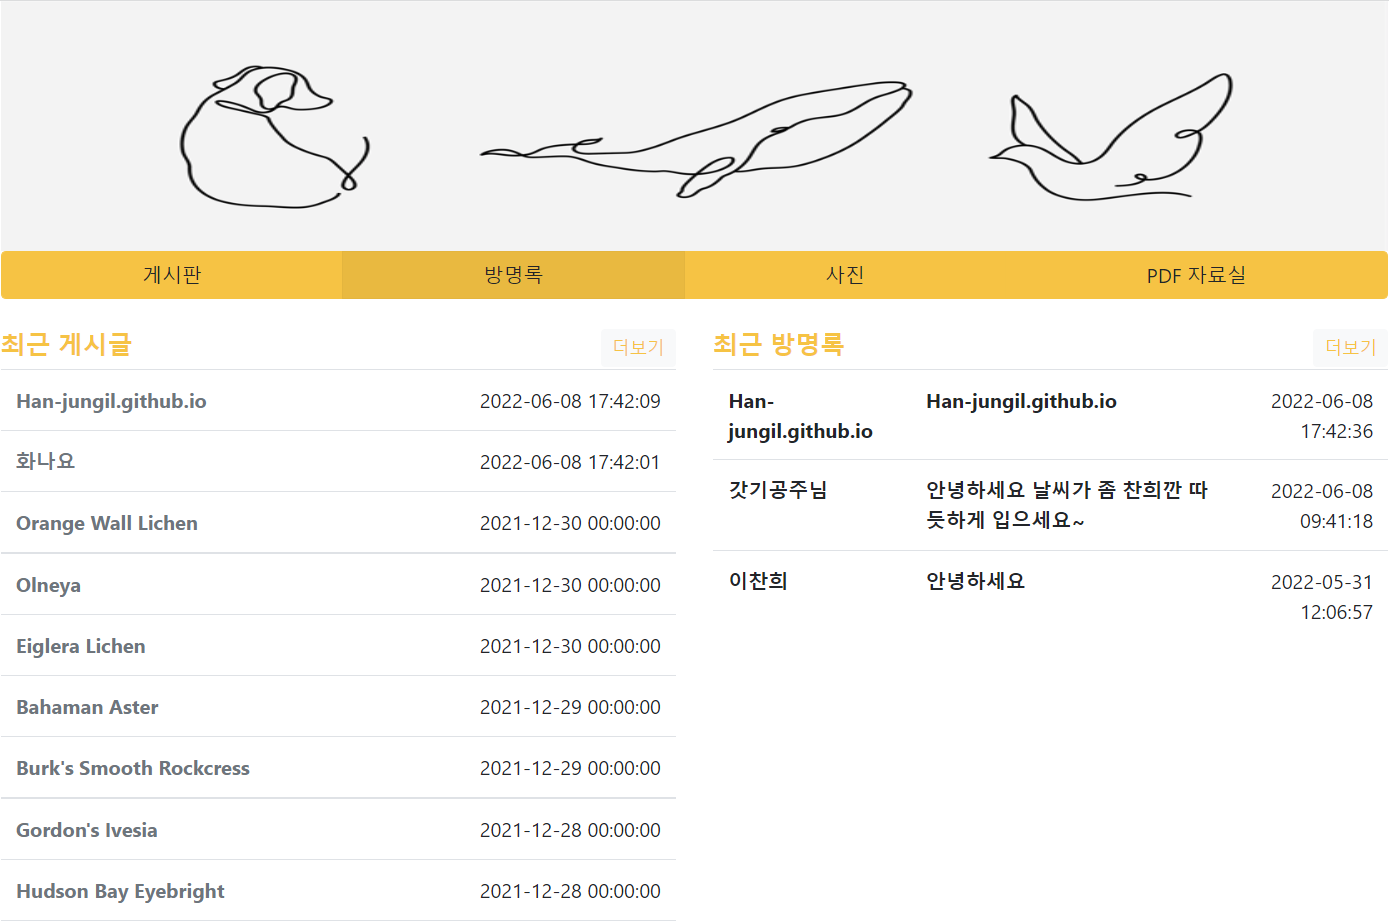 게시판 방명록 사진 PDF 자료실
최근 게시글 더보기
Han-jungil.github.io 2022-06-08 17:42:09
화나요 2022-06-08 17:42:01
Orange Wall Lichen 2021-12-30 00:00:00
Olneya 2021-12-30 00:00:00
Eiglera Lichen 2021-12-30 00:00:00
Bahaman Aster 2021-12-29 00:00:00
Burk's Smooth Rockcress 2021-12-29 00:00:00
Gordon's Ivesia 2021-12-28 00:00:00
Hudson Bay Eyebright 2021-12-28 00:00:00
최근 방명록 더보기
Han- Han-jungil.github.io 2022-06-08
jungil.github.io 17:42:36
갓기공주님 안녕하세요 날씨가 좀 찬희깐 따 2022-06-08
듯하게 입으세요~ 09:41:18
이찬희 안녕하세요 2022-05-31
12:06:57